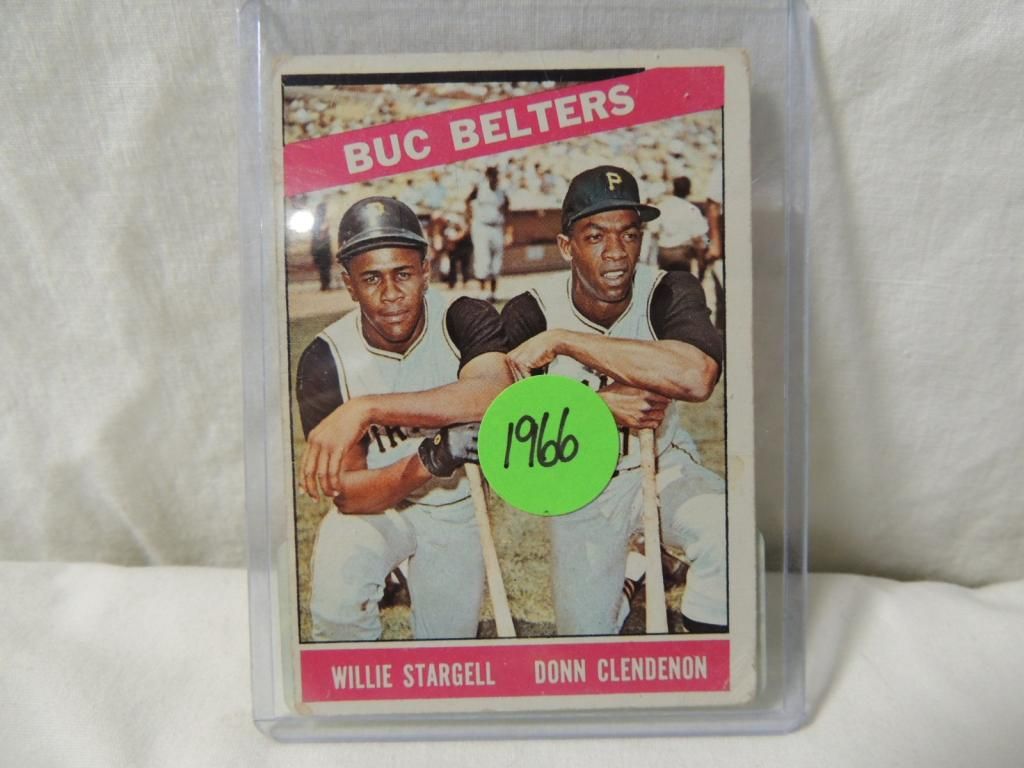 BUC BELTERS
P
1966
WILLIE STARGELL DONN CLENDENON